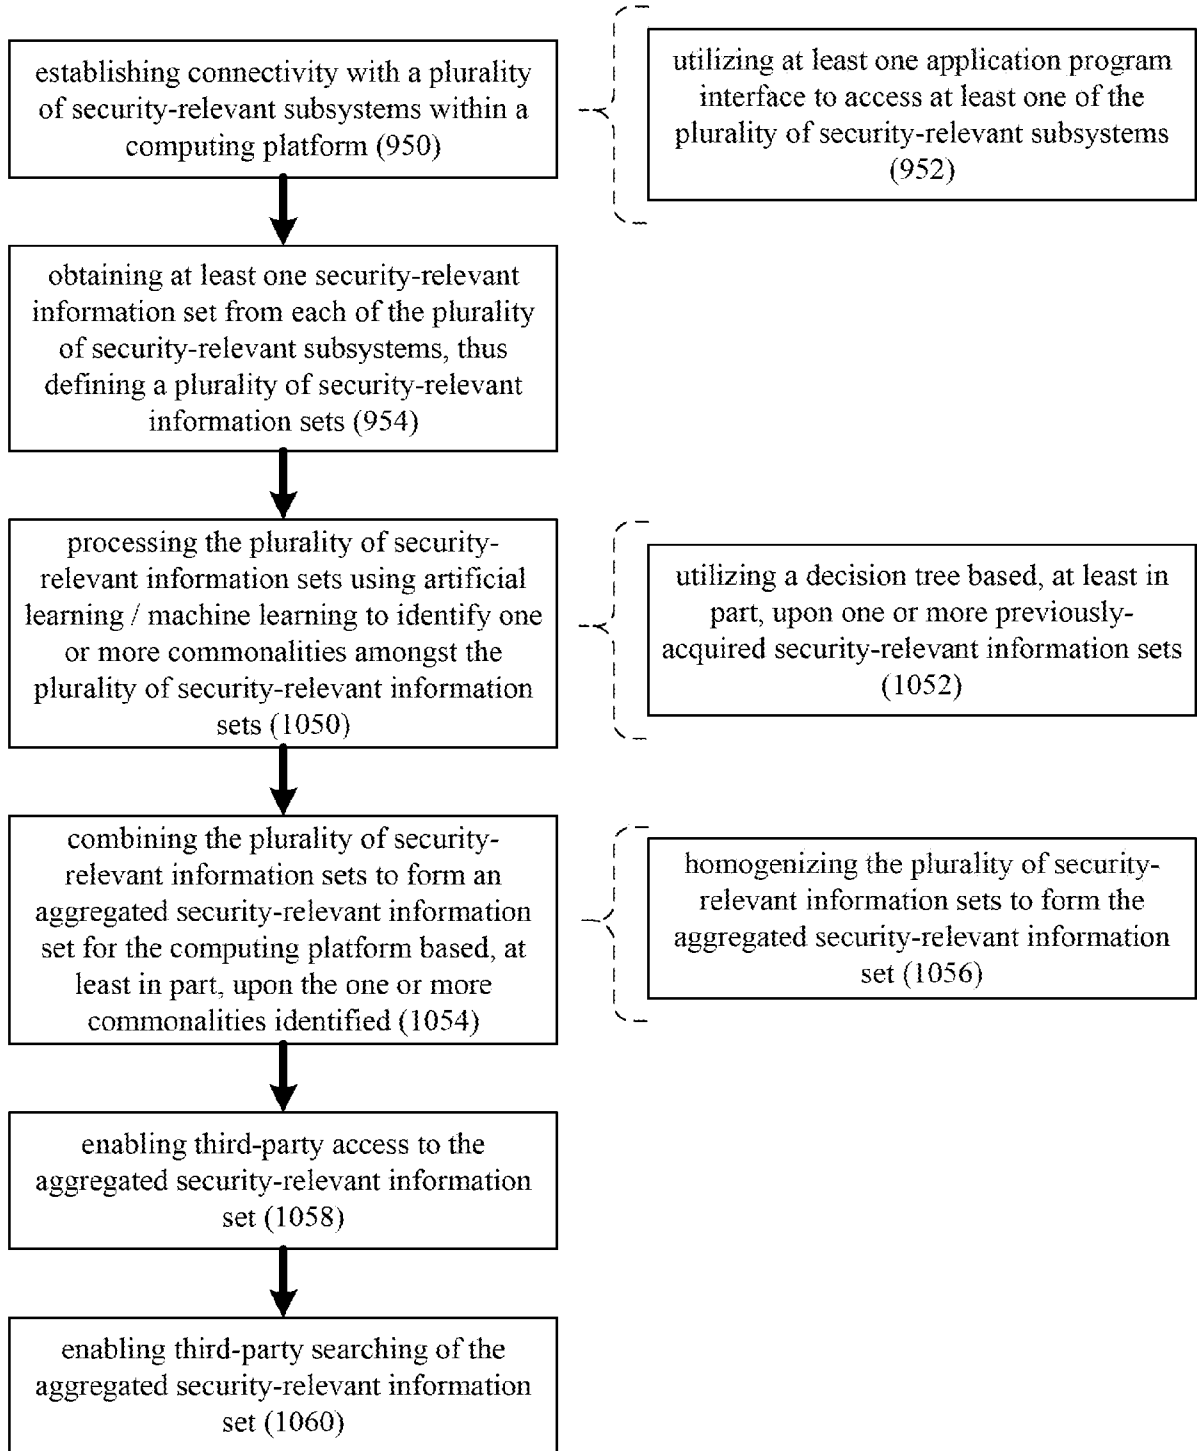 establishing connectivity with a plurality
of security-relevant subsystems within a
computing platform (950)
utilizing at least one application program
interface to access at least one of the
plurality of security-relevant subsystems
(952)
obtaining at least one security-relevant
information set from each of the plurality
of security-relevant subsystems, thus
defining a plurality of security-relevant
information sets (954)
processing the plurality of security-
relevant information sets using artificial
learning / machine learning to identify one
or more commonalities amongst the
plurality of security-relevant information
sets (1050)
utilizing a decision tree based, at least in
part, upon one or more previously-
acquired security-relevant information sets
(1052)
combining the plurality of security-
relevant information sets to form an
aggregated security-relevant information
set for the computing platform based, at
least in part, upon the one or more
commonalities identified (1054)
homogenizing the plurality of security-
relevant information sets to form the
aggregated security-relevant information
set (1056)
enabling third-party access to the
aggregated security-relevant information
set (1058)
enabling third-party searching of the
aggregated security-relevant information
set (1060)